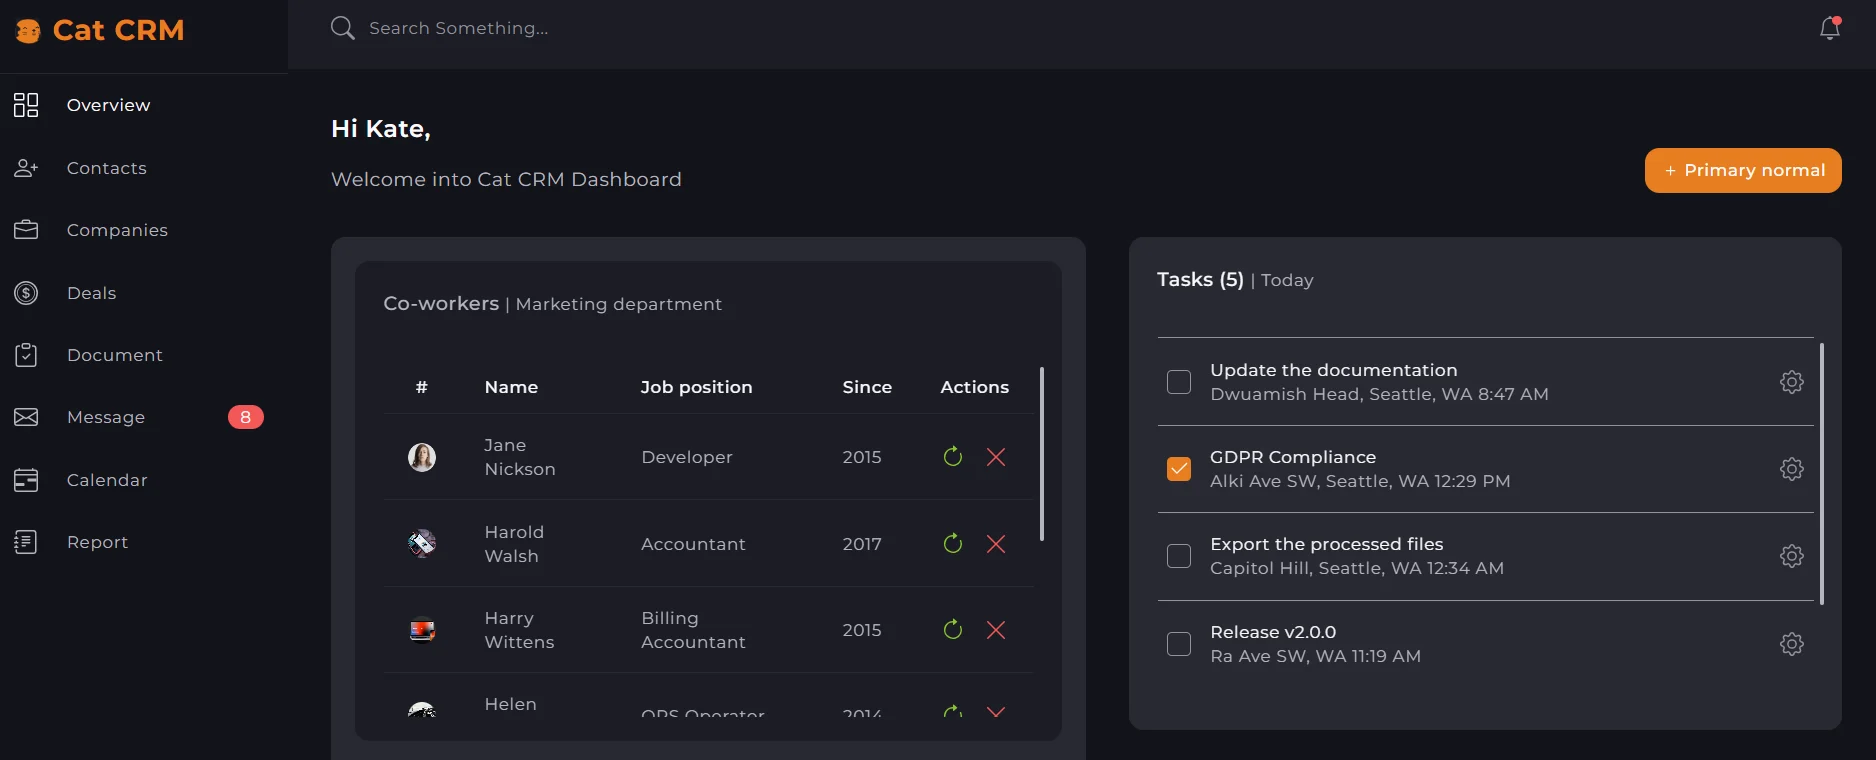 Cat CRM
Search Something...
Overview
Contacts
Companies
Deals
Document
Message 8
Calendar
Report
Hi Kate,
Welcome into Cat CRM Dashboard
+ Primary normal
Co-workers | Marketing department
# Name Job position Since Actions
Jane
Nickson
Developer 2015
Harold
Walsh
Accountant 2017
Harry
Wittens
Billing
Accountant
2015
Helen
OPS Operator 2014
Tasks (5) | Today
Update the documentation
Dwuamish Head, Seattle, WA 8:47 AM
GDPR Compliance
Alki Ave SW, Seattle, WA 12:29 PM
Export the processed files
Capitol Hill, Seattle, WA 12:34 AM
Release v2.0.0
Ra Ave SW, WA 11:19 AM